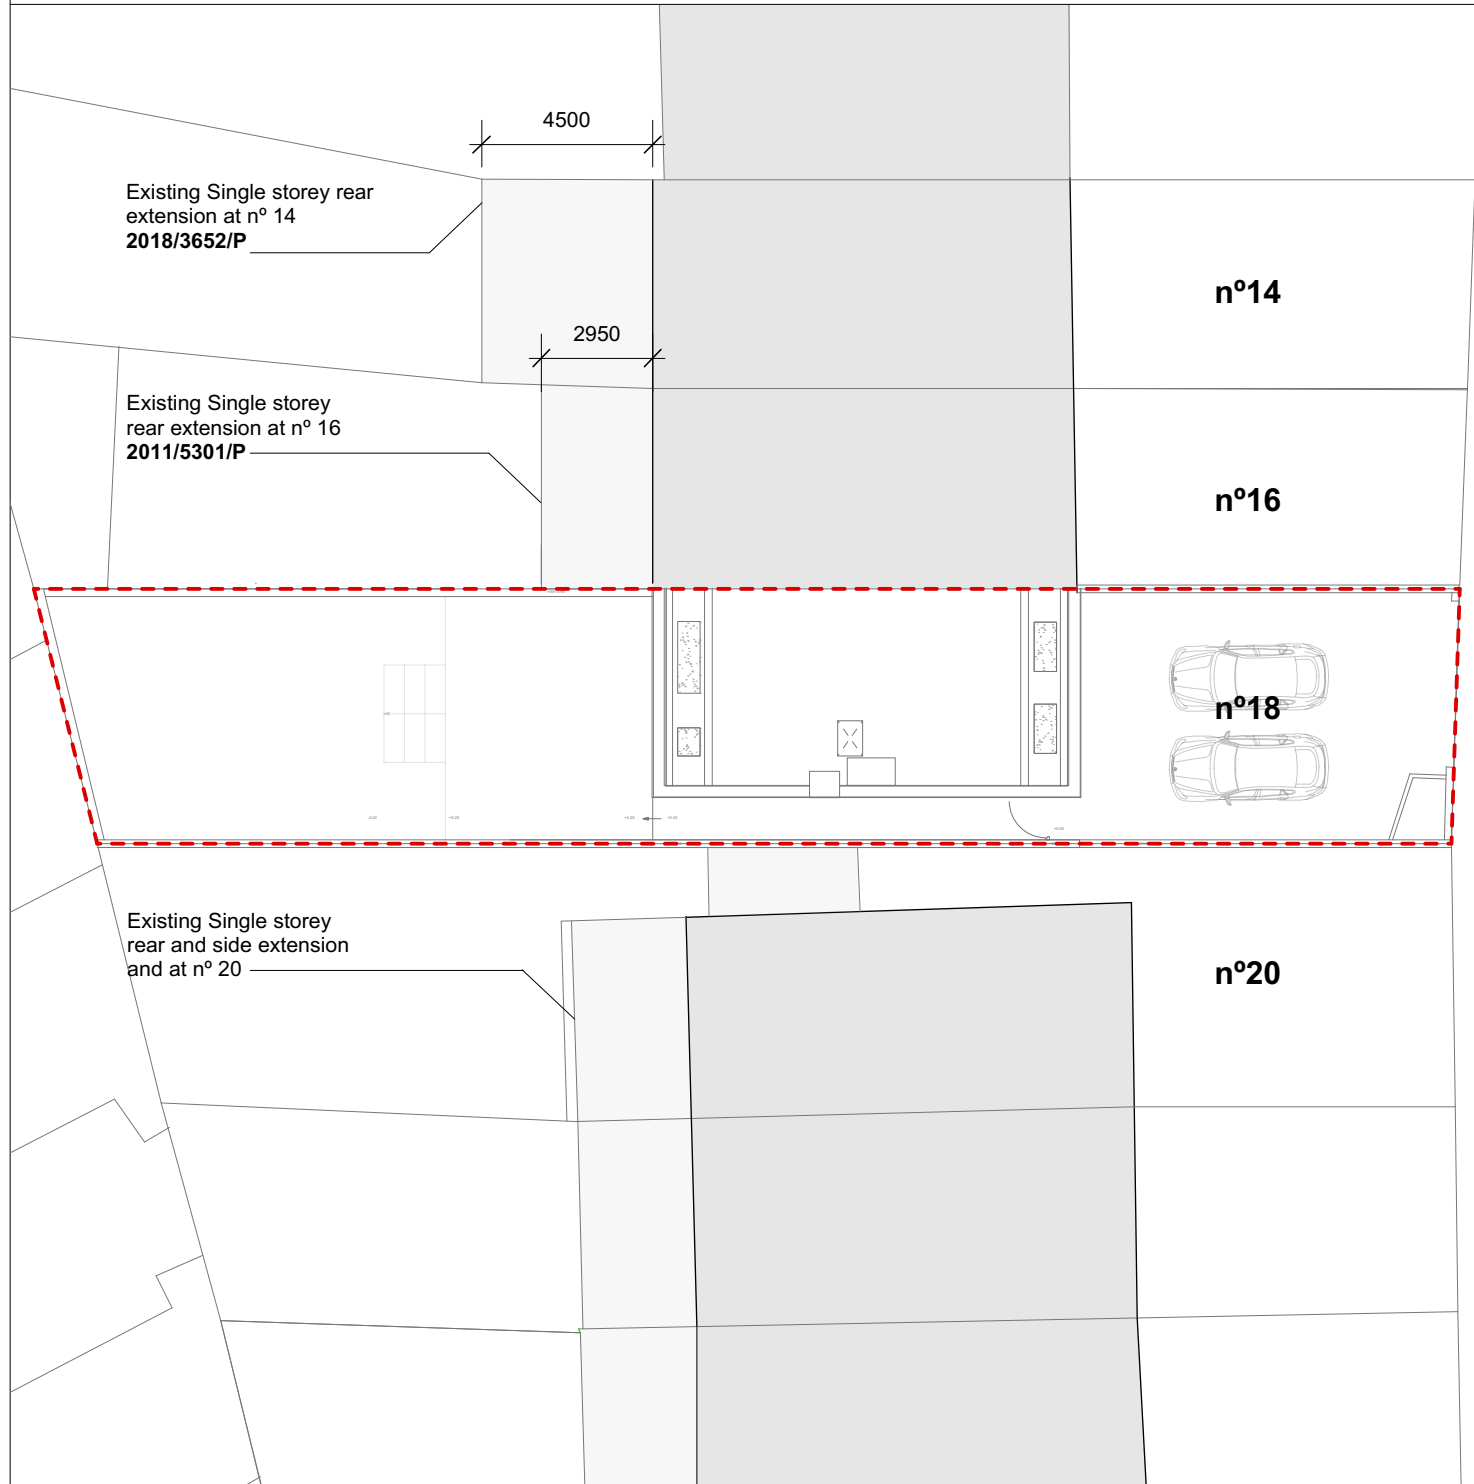 4500
Existing Single storey rear
extension at nº 14
2018/3652/P
nº14
2950
Existing Single storey
rear extension at nº 16
2011/5301/P
nº16
nº18
Existing Single storey
rear and side extension
and at nº 20
nº20